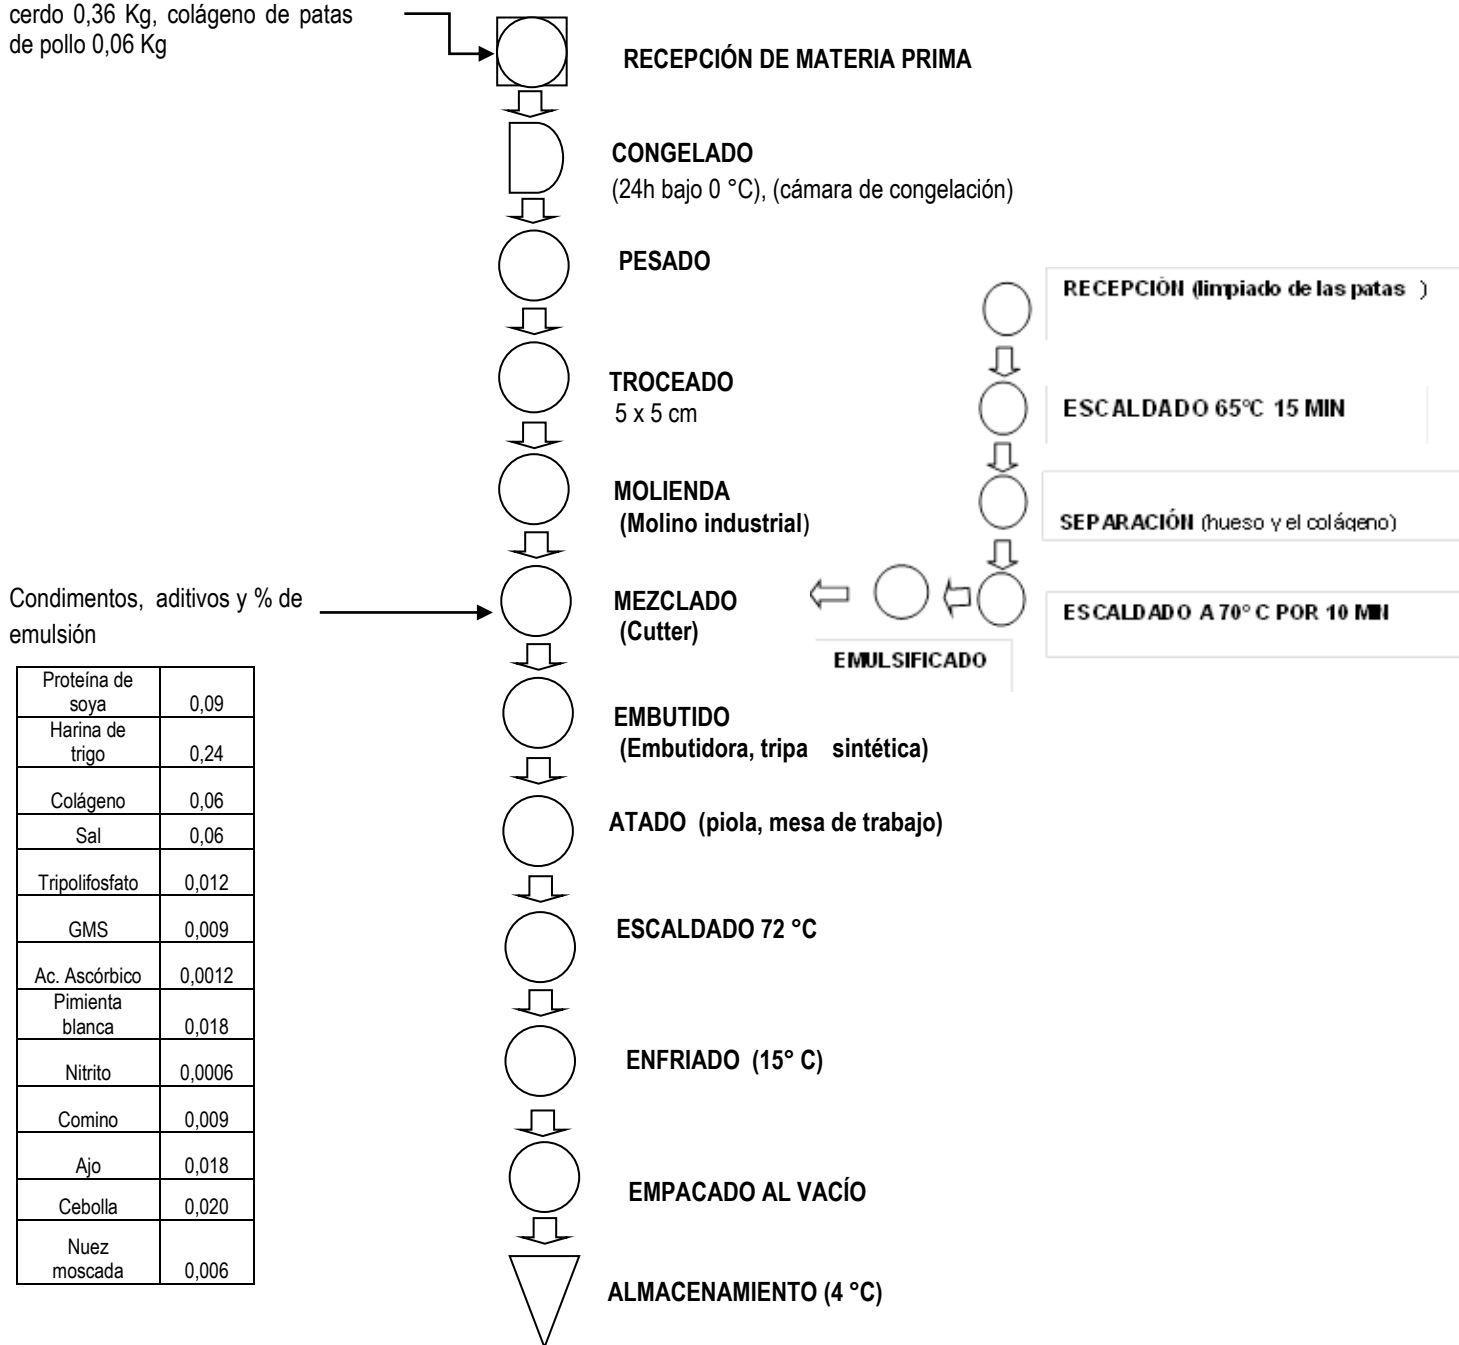 cerdo 0,36 Kg, colágeno de patas
de pollo 0,06 Kg
RECEPCIÓN DE MATERIA PRIMA
CONGELADO
(24h bajo 0 °C), (cámara de congelación)
PESADO
TROCEADO
5 x 5 cm
MOLIENDA
(Molino industrial)
MEZCLADO
(Cutter)
EMBUTIDO
(Embutidora, tripa sintética)
ATADO (piola, mesa de trabajo)
ESCALDADO 72 °C
ENFRIADO (15° C)
EMPACADO AL VACÍO
ALMACENAMIENTO (4 °C)
RECEPCIÓN (limpiado de las patas )
ESCALDADO 65°C 15 MIN
SEPARACIÓN (hueso y el colágeno)
ESCALDADO A 70° C POR 10 MIN
EMULSIFICADO
Condimentos, aditivos y % de
emulsión
Proteína de
soya 0,09
Harina de
trigo 0,24
Colágeno 0,06
Sal 0,06
Tripolifosfato 0,012
GMS 0,009
Ac. Ascórbico 0,0012
Pimienta
blanca 0,018
Nitrito 0,0006
Comino 0,009
Ajo 0,018
Cebolla 0,020
Nuez
moscada 0,006